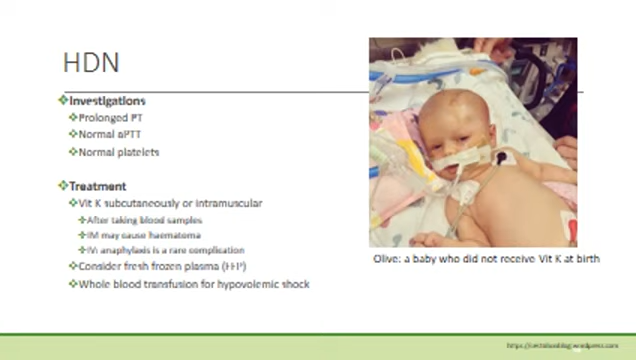 HDN
Investigations
Prolonged PT
Normal aPTT
Normal platelets
Treatment
Vit K subcutaneously or intramuscular
After taking blood samples
IM may cause haematoma
IV: anaphylaxis is a rare complication
Consider fresh frozen plasma (FFP)
Whole blood transfusion for hypovolemic shock
Olive: a baby who did not receive Vit K at birth